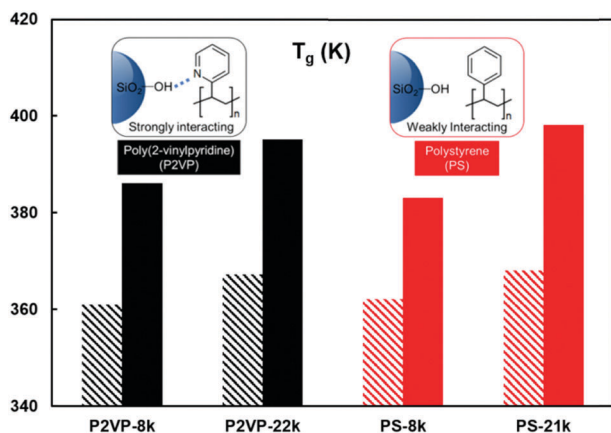 420
400
380
360
340
T_g (K)
SiO₂ OH N
n
Strongly interacting
Poly(2-vinylpyridine)
(P2VP)
SiO₂ OH
n
Weakly Interacting
Polystyrene
(PS)
P2VP-8k P2VP-22k PS-8k PS-21k